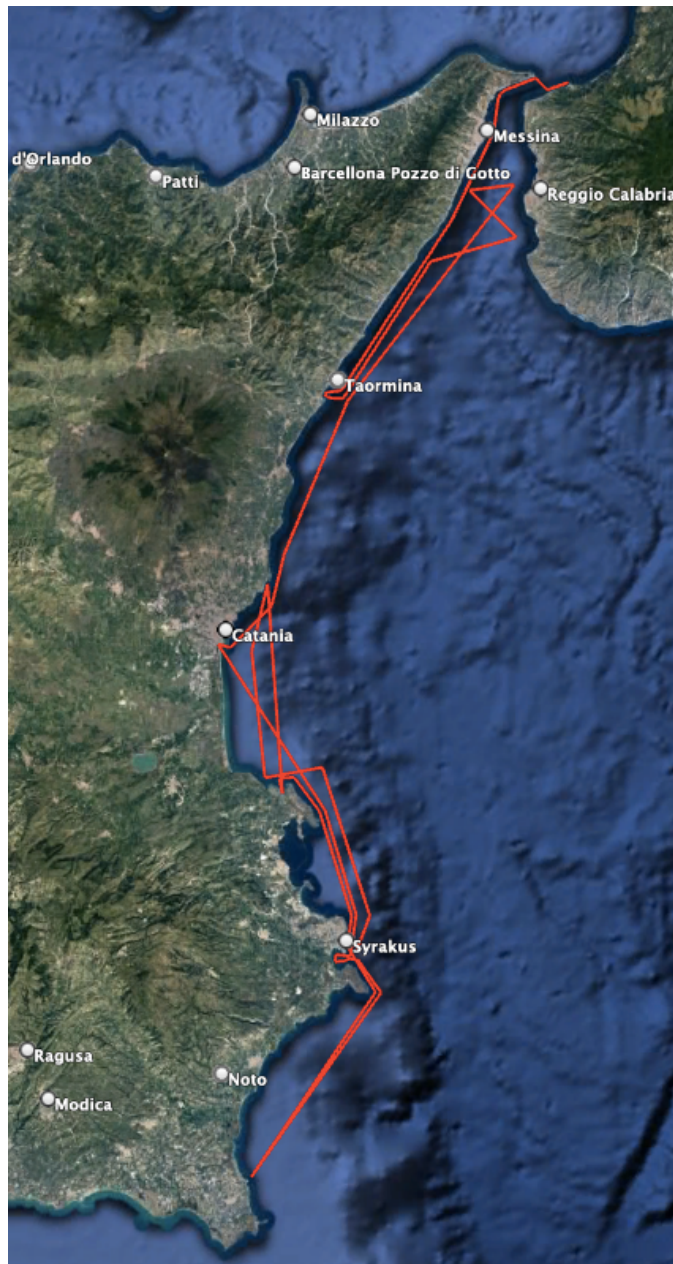 Milazzo
Messina
d'Orlando
Patti
Barcellona Pozzo di Gotto
Reggio Calabria
Taormina
Catania
Syrakus
Ragusa
Noto
Modica